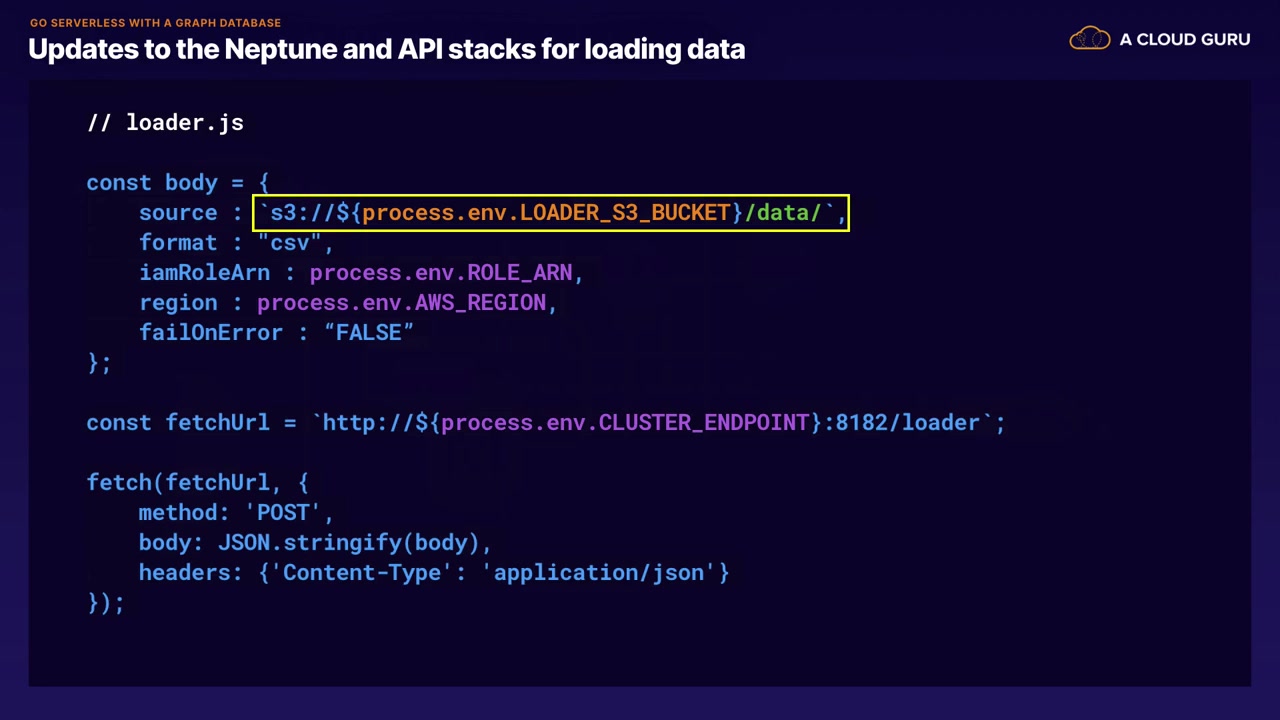 GO SERVERLESS WITH A GRAPH DATABASE
Updates to the Neptune and API stacks for loading data
A CLOUD GURU
// loader.js
const body = {
    source : `s3://${process.env.LOADER_S3_BUCKET}/data/`,
    format : "csv",
    iamRoleArn : process.env.ROLE_ARN,
    region : process.env.AWS_REGION,
    failOnError : “FALSE”
};
const fetchUrl = `http://${process.env.CLUSTER_ENDPOINT}:8182/loader`;
fetch(fetchUrl, {
    method: 'POST',
    body: JSON.stringify(body),
    headers: {'Content-Type': 'application/json'}
});